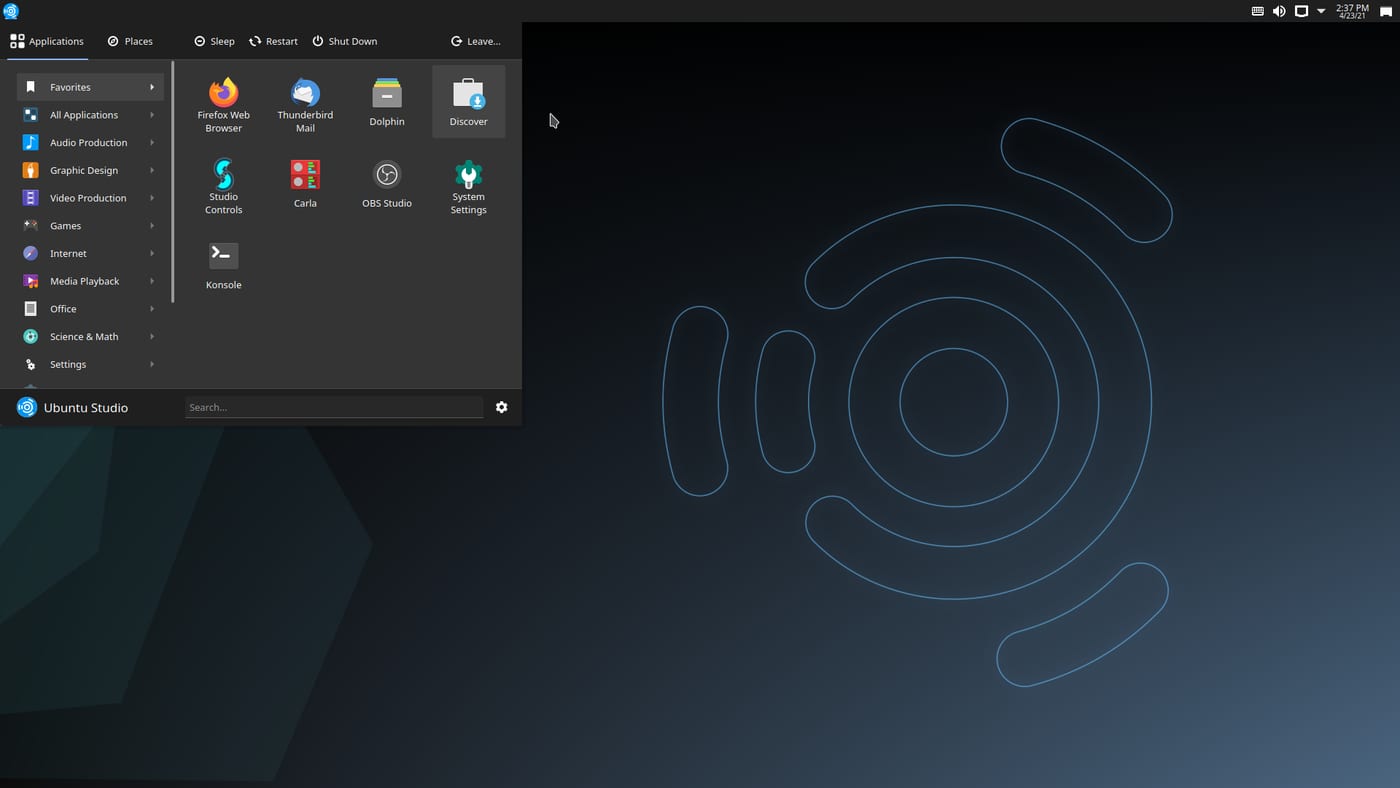 2:37 PM
4/23/21
Applications
Places
Sleep
Restart
Shut Down
Leave...
Favorites
All Applications
Audio Production
Graphic Design
Video Production
Games
Internet
Media Playback
Office
Science & Math
Settings
Firefox Web
Browser
Thunderbird
Mail
Dolphin
Discover
Studio
Controls
Carla
OBS Studio
System
Settings
Konsole
Ubuntu Studio
Search...